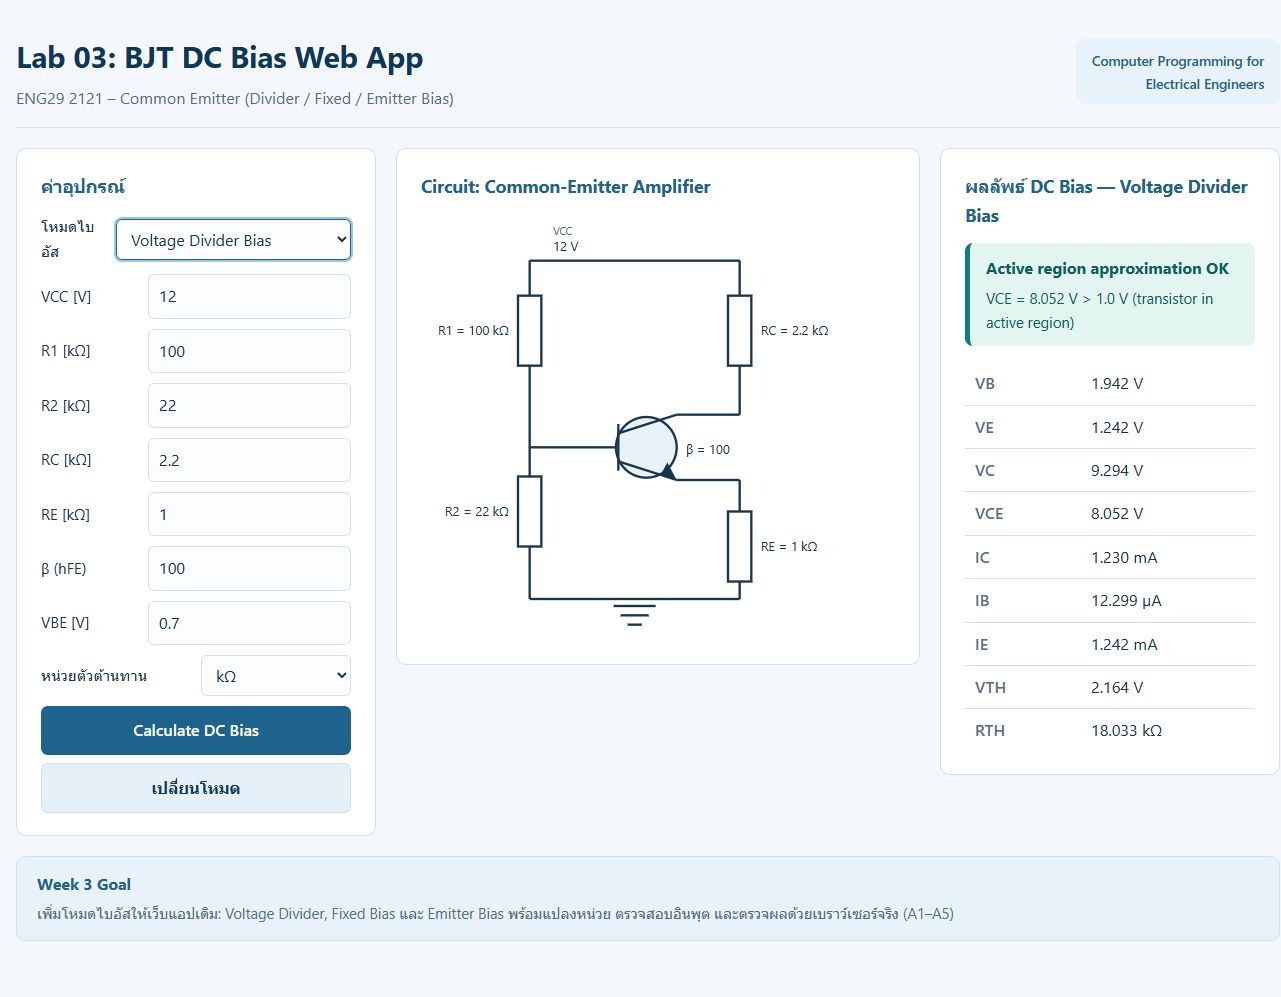 Lab 03: BJT DC Bias Web App
ENG29 2121 – Common Emitter (Divider / Fixed / Emitter Bias)
Computer Programming for
Electrical Engineers
ค่าอุปกรณ์
โหมดไบ
อัส
Voltage Divider Bias
VCC [V]
12
R1 [kΩ]
100
R2 [kΩ]
22
RC [kΩ]
2.2
RE [kΩ]
1
β (hFE)
100
VBE [V]
0.7
หน่วยตัวต้านทาน
kΩ
Calculate DC Bias
เปลี่ยนโหมด
Circuit: Common-Emitter Amplifier
VCC
12 V
R1 = 100 kΩ
RC = 2.2 kΩ
β = 100
R2 = 22 kΩ
RE = 1 kΩ
ผลลัพธ์ DC Bias — Voltage Divider
Bias
Active region approximation OK
VCE = 8.052 V > 1.0 V (transistor in
active region)
VB 1.942 V
VE 1.242 V
VC 9.294 V
VCE 8.052 V
IC 1.230 mA
IB 12.299 µA
IE 1.242 mA
VTH 2.164 V
RTH 18.033 kΩ
Week 3 Goal
เพิ่มโหมดไบอัสให้เว็บแอปเดิม: Voltage Divider, Fixed Bias และ Emitter Bias พร้อมแปลงหน่วย ตรวจสอบอินพุต และตรวจผลด้วยเบราว์เซอร์จริง (A1–A5)